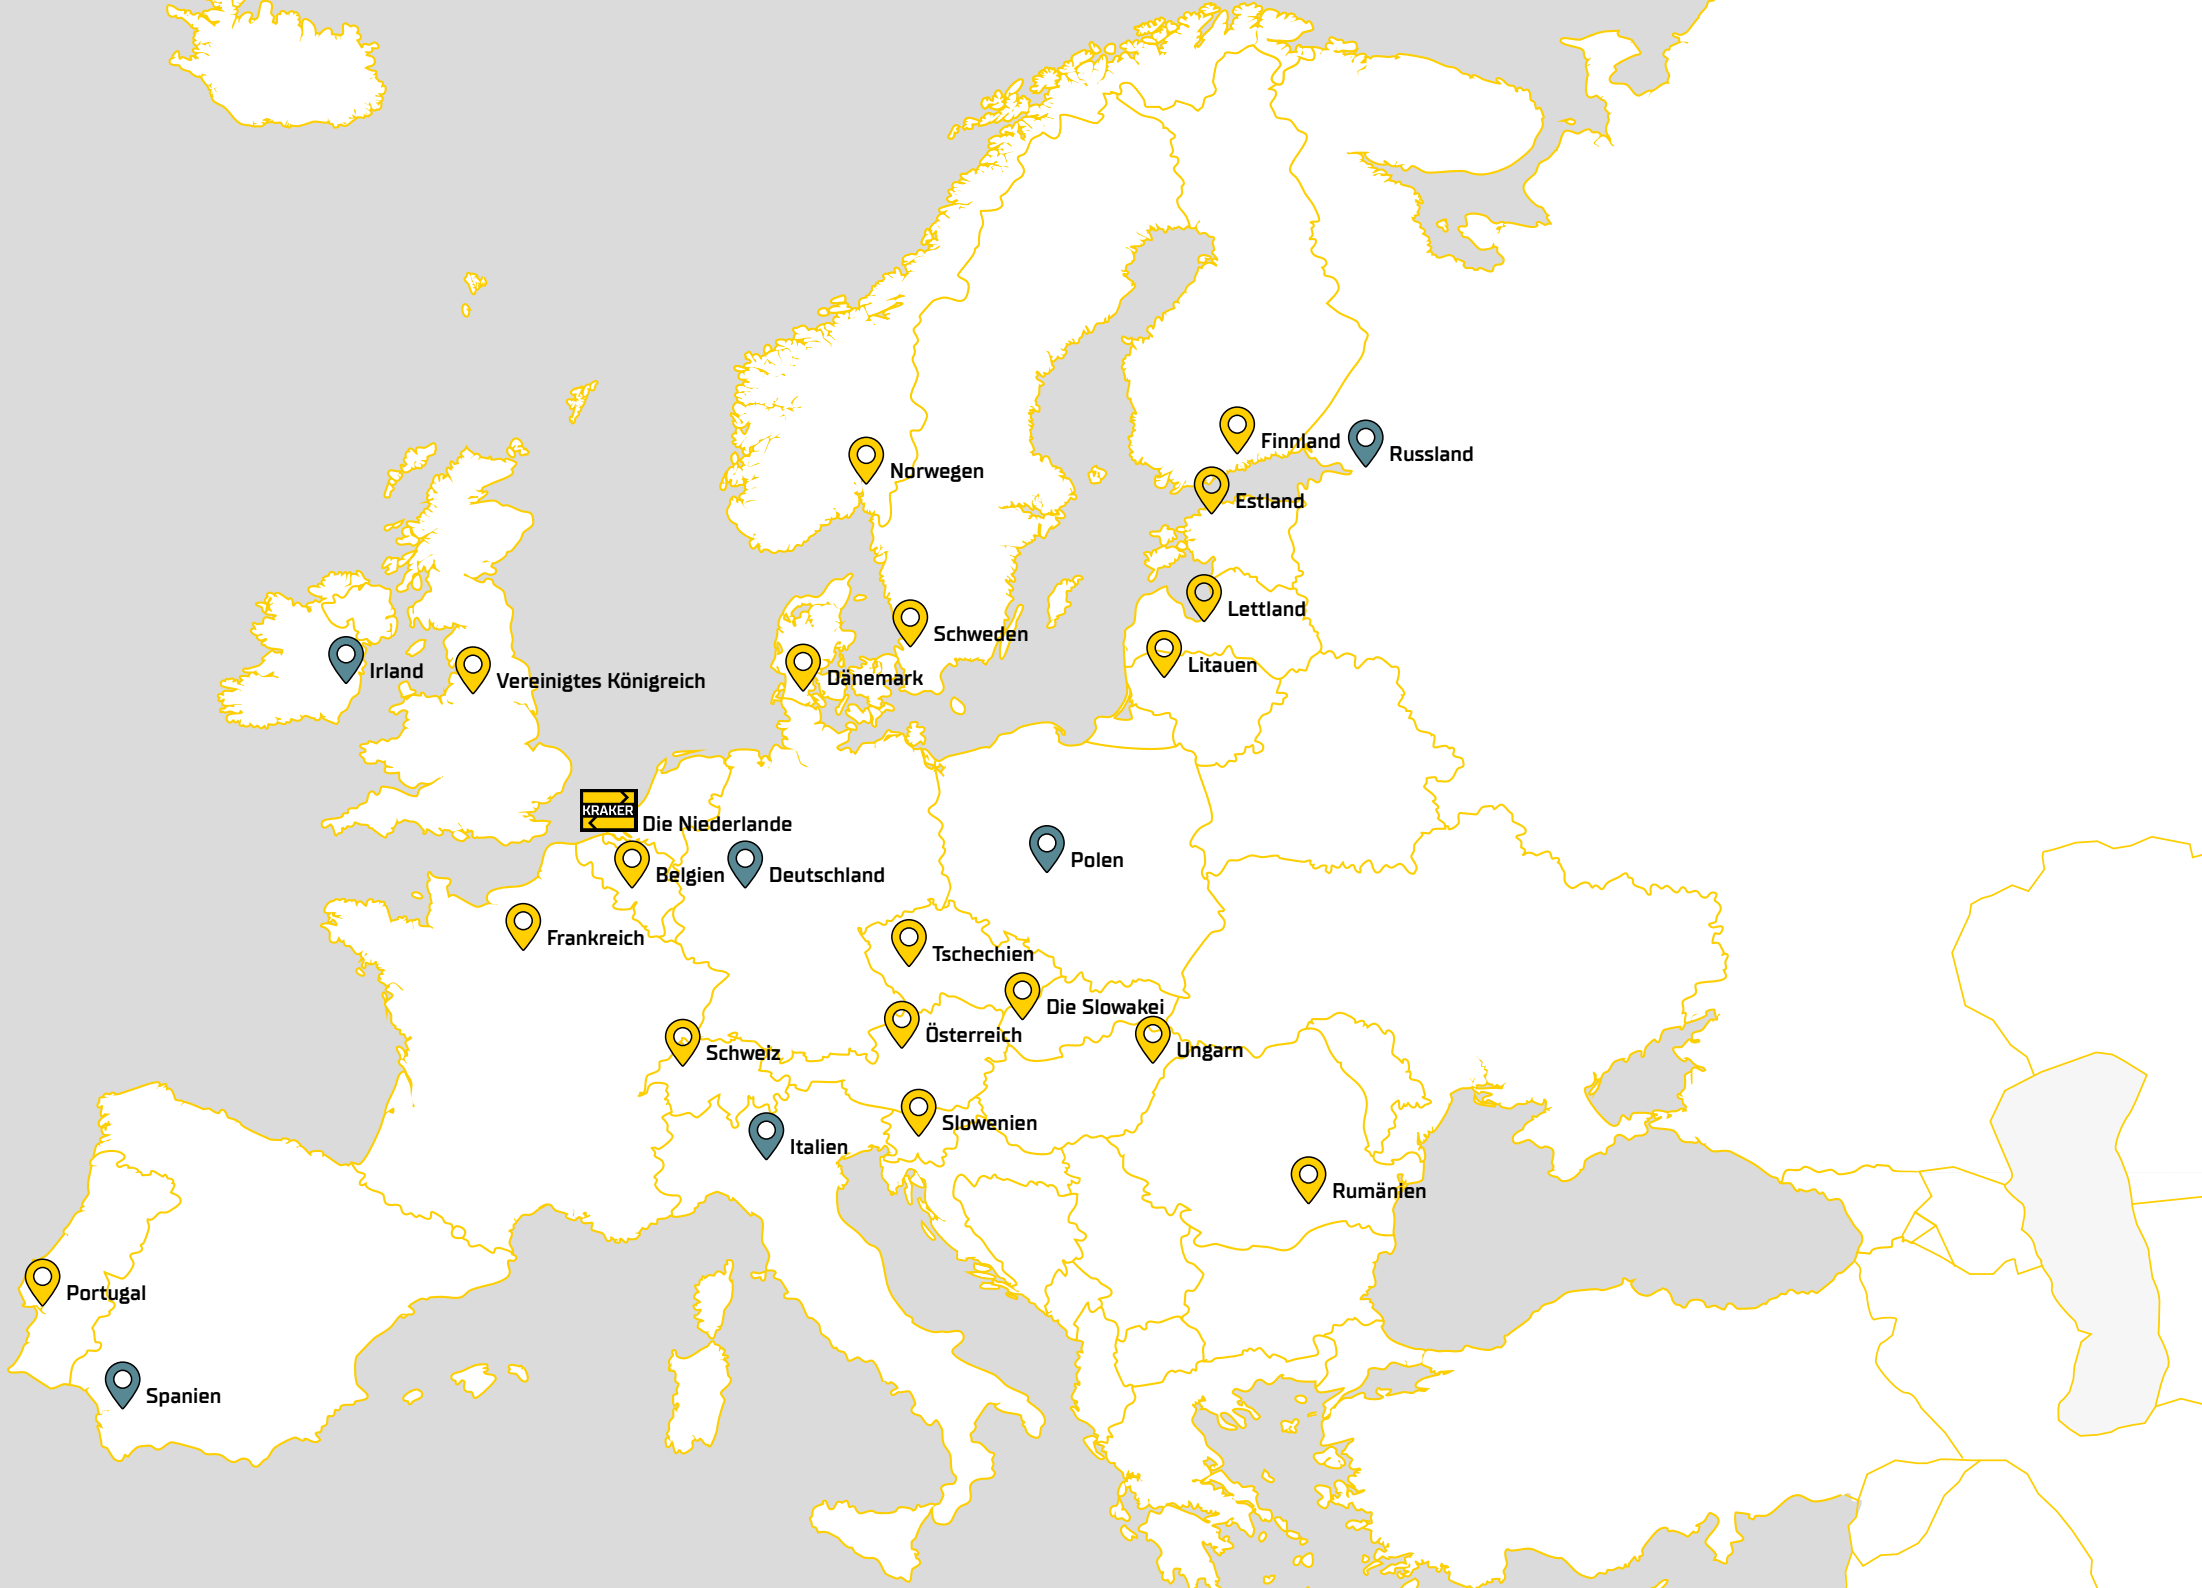 Finnland
Russland
Norwegen
Estland
Lettland
Schweden
Litauen
Irland
Dänemark
Vereinigtes Königreich
KRAKER
Die Niederlande
Polen
Belgien
Deutschland
Frankreich
Tschechien
Die Slowakei
Österreich
Ungarn
Schweiz
Slowenien
Italien
Rumänien
Portugal
Spanien